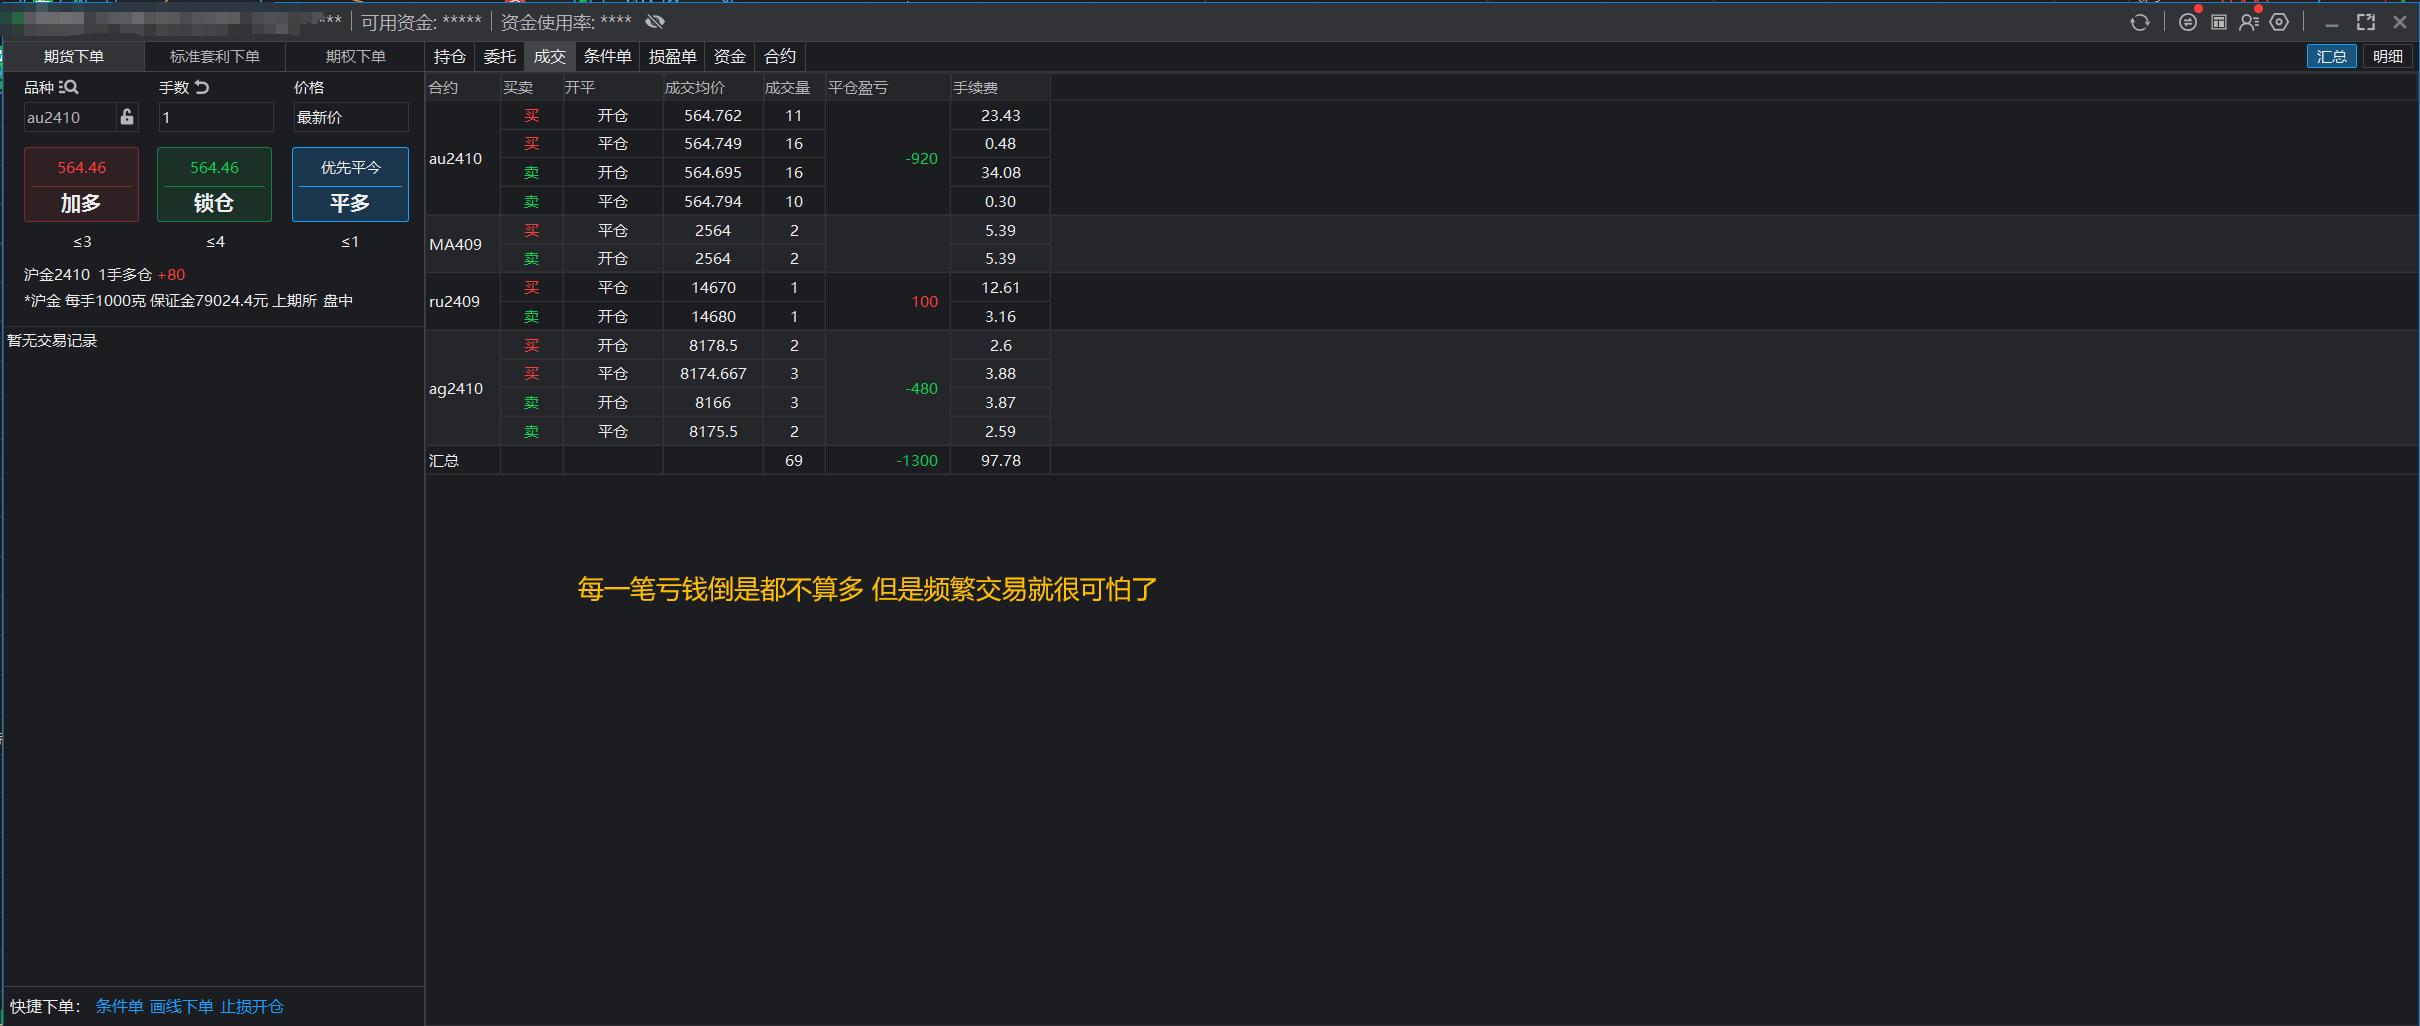 **** 可用资金: ***** 资金使用率: ****
期货下单 标准套利下单 期权下单
品种 手数 价格
au2410 1 最新价
564.46 564.46 优先平今
加多 锁仓 平多
≤3 ≤4 ≤1
沪金2410 1手多仓 +80
*沪金 每手1000克 保证金79024.4元 上期所 盘中
暂无交易记录
快捷下单: 条件单 画线下单 止损开仓
持仓 委托 成交 条件单 损盈单 资金 合约 汇总 明细
合约 买卖 开平 成交均价 成交量 平仓盈亏 手续费
au2410 -920
买 开仓 564.762 11 23.43
买 平仓 564.749 16 0.48
卖 开仓 564.695 16 34.08
卖 平仓 564.794 10 0.30
MA409
买 平仓 2564 2 5.39
卖 开仓 2564 2 5.39
ru2409 100
买 平仓 14670 1 12.61
卖 开仓 14680 1 3.16
ag2410 -480
买 开仓 8178.5 2 2.6
买 平仓 8174.667 3 3.88
卖 开仓 8166 3 3.87
卖 平仓 8175.5 2 2.59
汇总 69 -1300 97.78
每一笔亏钱倒是都不算多 但是频繁交易就很可怕了